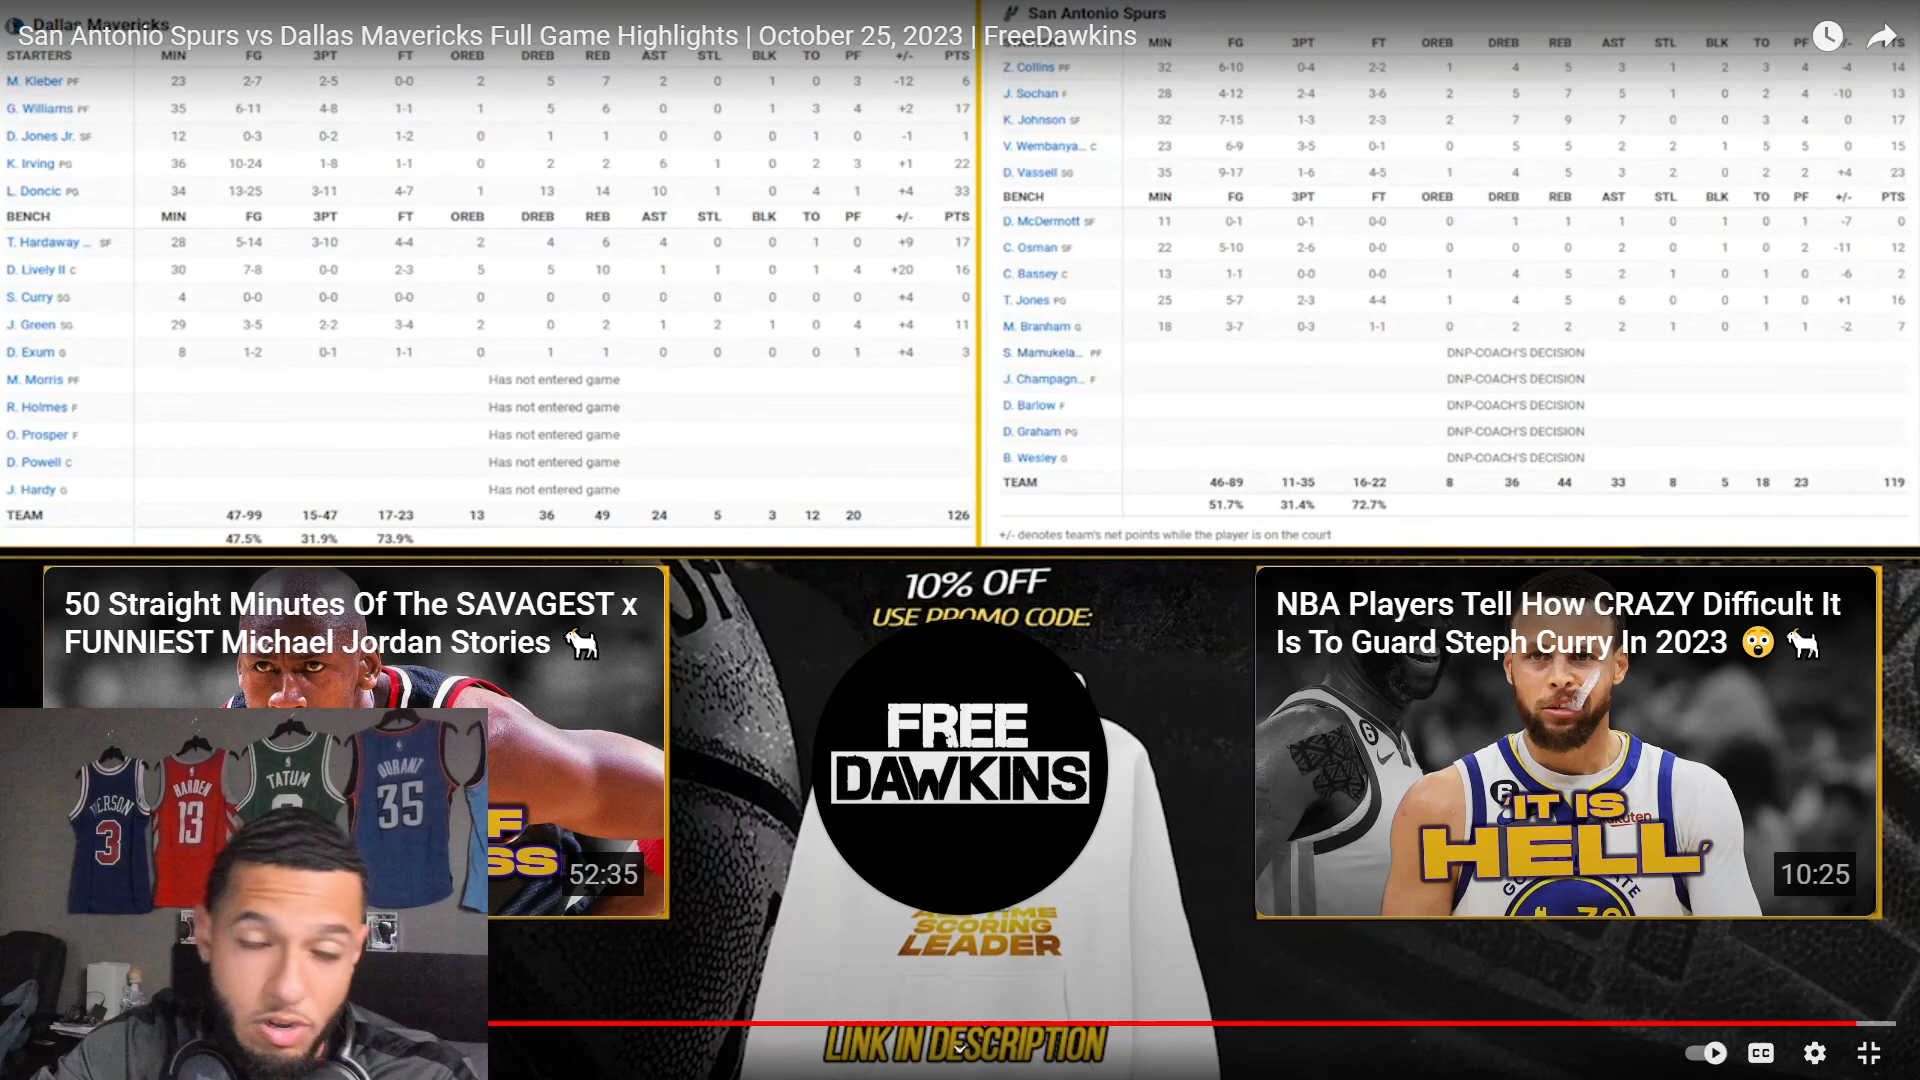 Dallas Mavericks
San Antonio Spurs vs Dallas Mavericks Full Game Highlights | October 25, 2023 | FreeDawkins
STARTERS MIN FG 3PT FT OREB DREB REB AST STL BLK TO PF +/- PTS
M. Kleber PF 23 2-7 2-5 0-0 2 5 7 2 0 1 0 3 -12 6
G. Williams PF 35 6-11 4-8 1-1 1 5 6 0 0 1 3 4 +2 17
D. Jones Jr. SF 12 0-3 0-2 1-2 0 1 1 0 0 0 1 0 -1 1
K. Irving PG 36 10-24 1-8 1-1 0 2 2 6 1 0 2 3 +1 22
L. Doncic PG 34 13-25 3-11 4-7 1 13 14 10 1 0 4 1 +4 33
BENCH MIN FG 3PT FT OREB DREB REB AST STL BLK TO PF +/- PTS
T. Hardaway ... SF 28 5-14 3-10 4-4 2 4 6 4 0 0 1 0 +9 17
D. Lively II C 30 7-8 0-0 2-3 5 5 10 1 1 0 1 4 +20 16
S. Curry SG 4 0-0 0-0 0-0 0 0 0 0 0 0 0 0 +4 0
J. Green SG 29 3-5 2-2 3-4 2 0 2 1 2 1 0 4 +4 11
D. Exum G 8 1-2 0-1 1-1 0 1 1 0 0 0 0 1 +4 3
M. Morris PF Has not entered game
R. Holmes F Has not entered game
O. Prosper F Has not entered game
D. Powell C Has not entered game
J. Hardy G Has not entered game
TEAM 47-99 15-47 17-23 13 36 49 24 5 3 12 20 126
47.5% 31.9% 73.9%
San Antonio Spurs
MIN FG 3PT FT OREB DREB REB AST STL BLK TO PF +/- PTS
Z. Collins PF 32 6-10 0-4 2-2 1 4 5 3 1 2 3 4 -4 14
J. Sochan F 28 4-12 2-4 3-6 2 5 7 5 1 0 2 4 -10 13
K. Johnson SF 32 7-15 1-3 2-3 2 7 9 7 0 0 3 4 0 17
V. Wembanya... C 23 6-9 3-5 0-1 0 5 5 2 2 1 5 5 0 15
D. Vassell SG 35 9-17 1-6 4-5 1 4 5 3 2 0 2 2 +4 23
BENCH MIN FG 3PT FT OREB DREB REB AST STL BLK TO PF +/- PTS
D. McDermott SF 11 0-1 0-1 0-0 0 1 1 1 0 1 0 1 -7 0
C. Osman SF 22 5-10 2-6 0-0 0 0 0 2 0 1 0 2 -11 12
C. Bassey C 13 1-1 0-0 0-0 1 4 5 2 1 0 1 0 -6 2
T. Jones PG 25 5-7 2-3 4-4 1 4 5 6 0 0 1 0 +1 16
M. Branham G 18 3-7 0-3 1-1 0 2 2 2 1 0 1 1 -2 7
S. Mamukela... PF DNP-COACH'S DECISION
J. Champagn... F DNP-COACH'S DECISION
D. Barlow F DNP-COACH'S DECISION
D. Graham PG DNP-COACH'S DECISION
B. Wesley G DNP-COACH'S DECISION
TEAM 46-89 11-35 16-22 8 36 44 33 8 5 18 23 119
51.7% 31.4% 72.7%
+/- denotes team's net points while the player is on the court
50 Straight Minutes Of The SAVAGEST x
FUNNIEST Michael Jordan Stories 🐐
52:35
IVERSON
3
HARDEN
13
TATUM
DURANT
35
10% OFF
USE PROMO CODE:
FREE
DAWKINS
ALL TIME
SCORING
LEADER
LINK IN DESCRIPTION
NBA Players Tell How CRAZY Difficult It
Is To Guard Steph Curry In 2023 😲 🐐
6
6
Rakuten
'IT IS
HELL'
10:25
CC